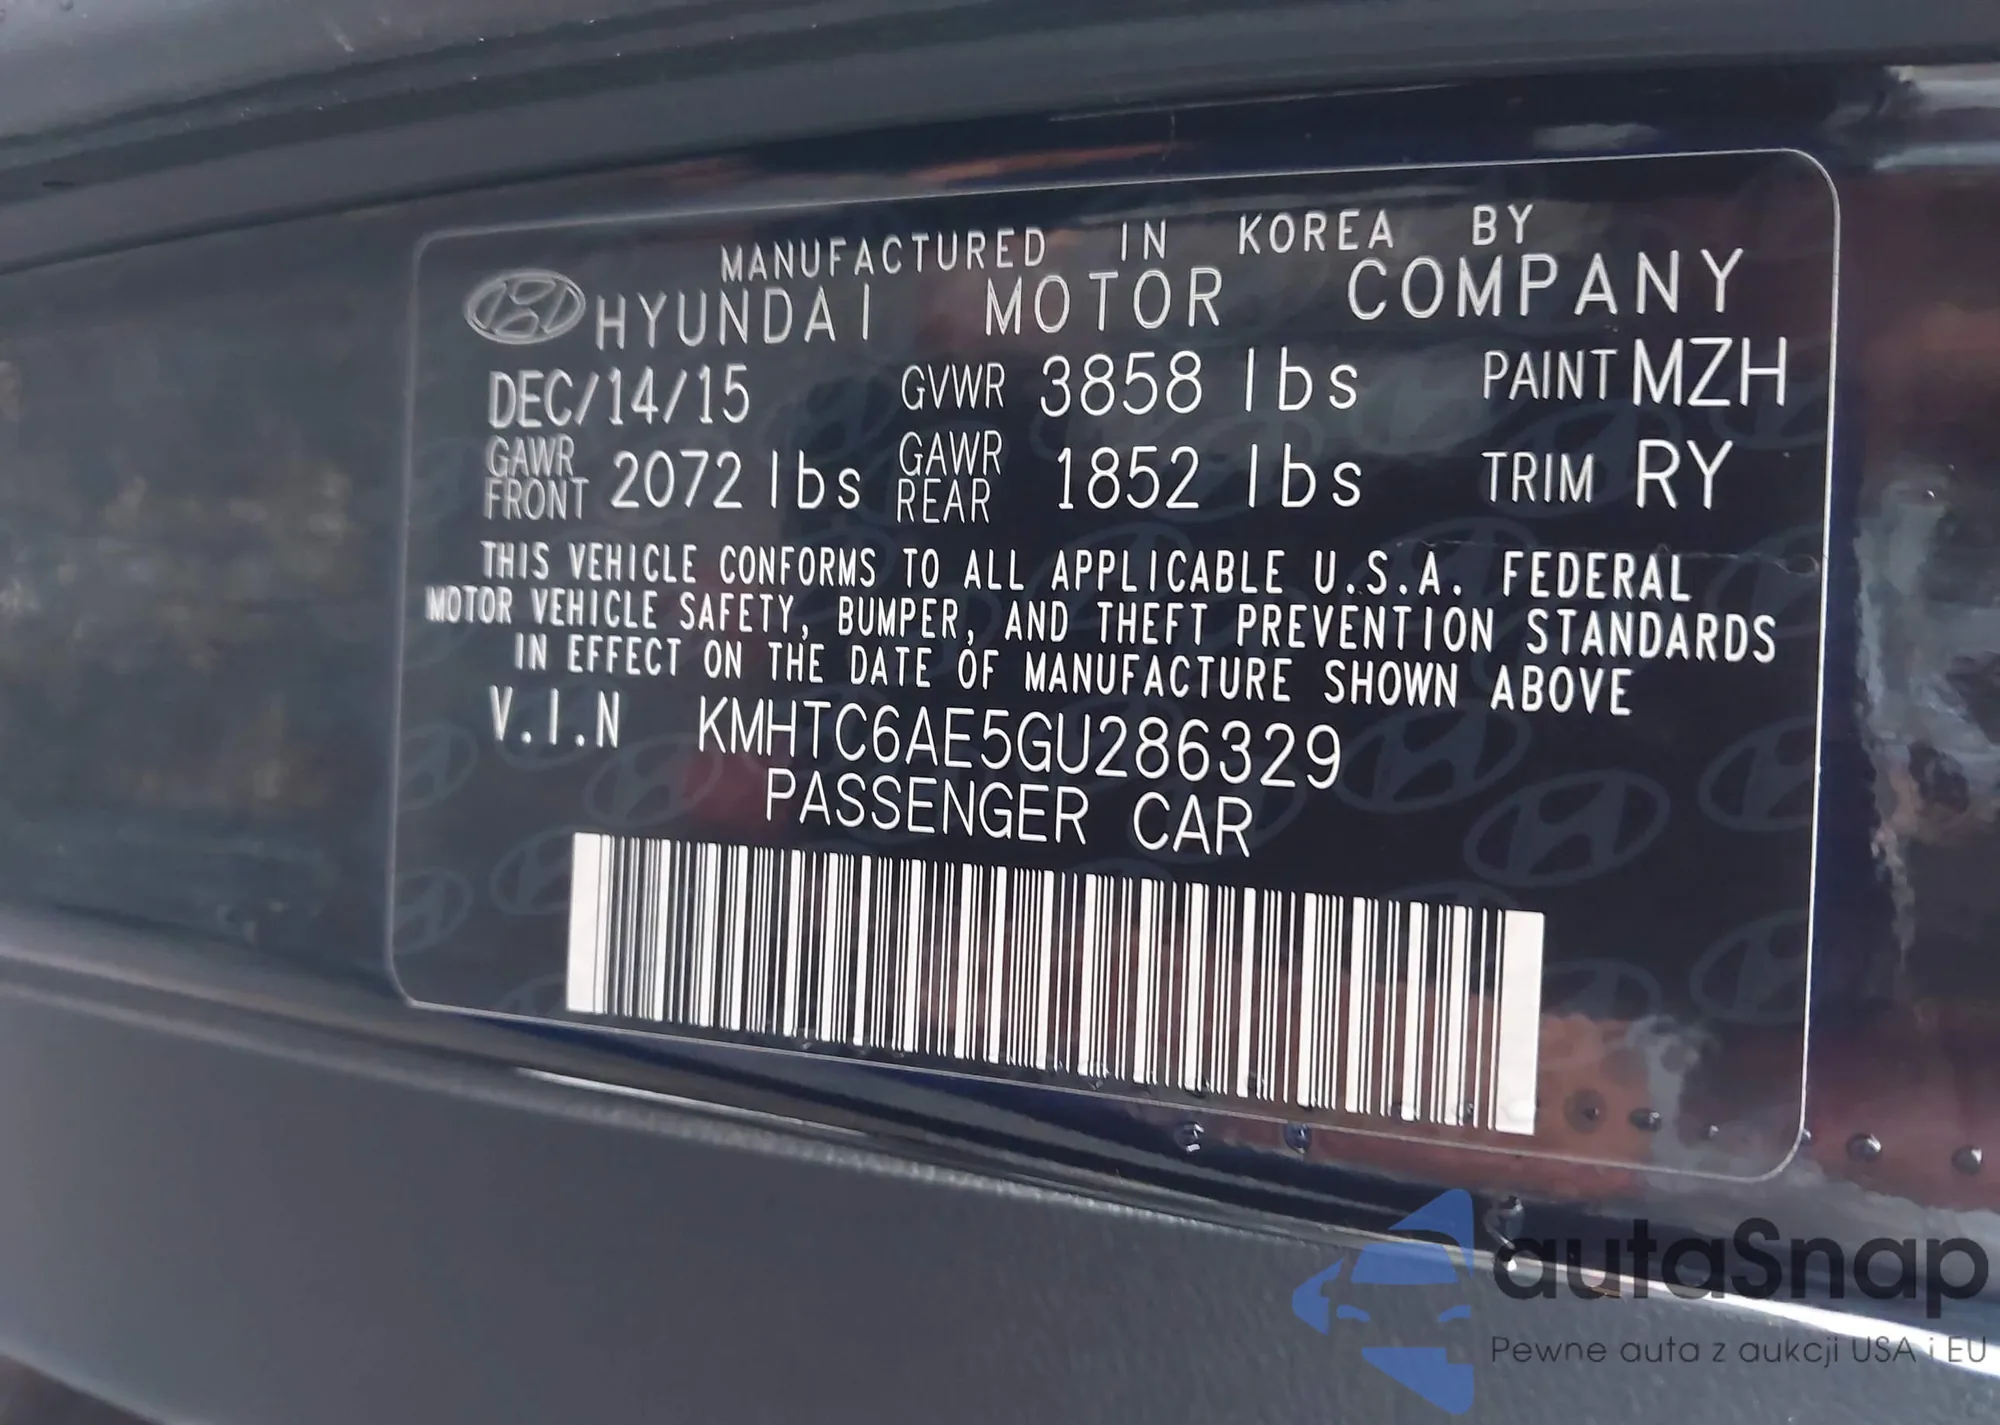 MANUFACTURED IN KOREA BY
HYUNDAI MOTOR COMPANY
DEC/14/15 GVWR 3858 lbs PAINT MZH
GAWR FRONT 2072 lbs GAWR REAR 1852 lbs TRIM RY
THIS VEHICLE CONFORMS TO ALL APPLICABLE U.S.A. FEDERAL
MOTOR VEHICLE SAFETY, BUMPER, AND THEFT PREVENTION STANDARDS
IN EFFECT ON THE DATE OF MANUFACTURE SHOWN ABOVE
V.I.N KMHTC6AE5GU286329
PASSENGER CAR
autaSnap
Pewne auta z aukcji USA i EU